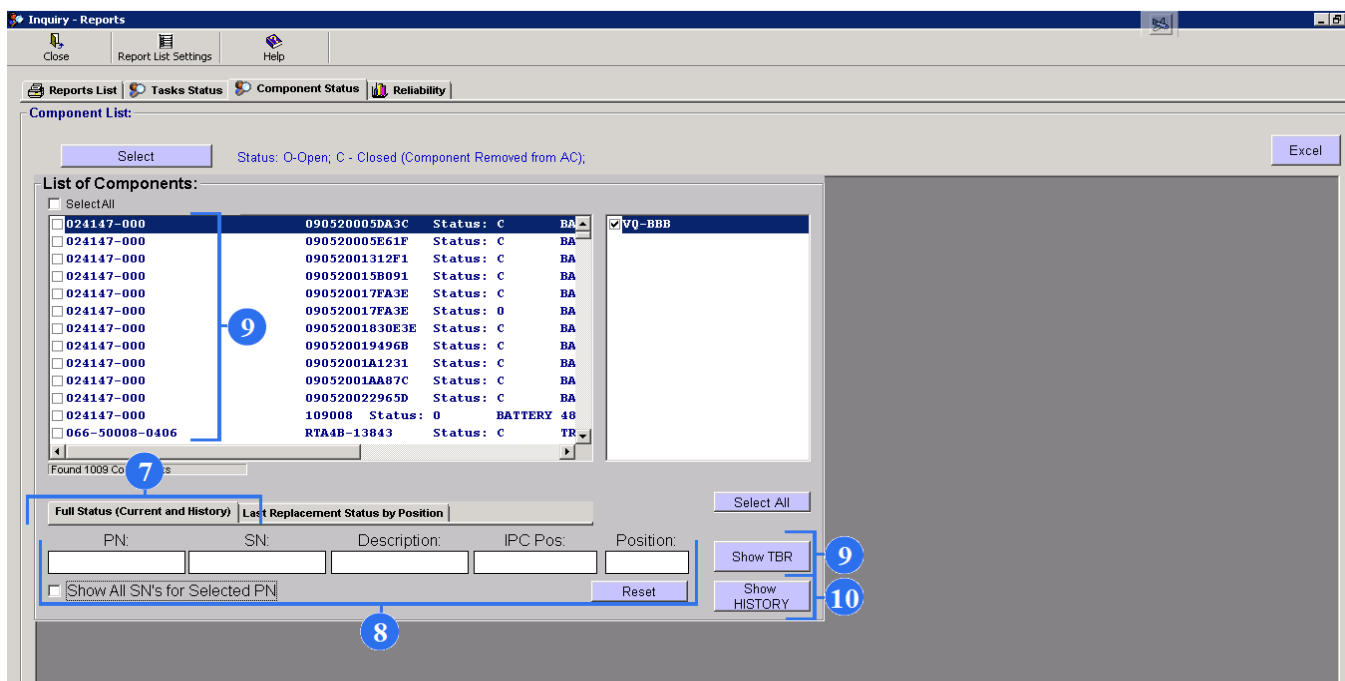 Inquiry - Reports
Close
Report List Settings
Help
Reports List
Tasks Status
Component Status
Reliability
Component List:
Select
Status: O-Open; C - Closed (Component Removed from AC);
Excel
List of Components:
SelectAll
024147-000 090520005DA3C Status: C BA
024147-000 090520005E61F Status: C BA
024147-000 09052001312F1 Status: C BA
024147-000 090520015B091 Status: C BA
024147-000 090520017FA3E Status: C BA
024147-000 090520017FA3E Status: O BA
024147-000 09052001830E3E Status: C BA
024147-000 090520019496B Status: C BA
024147-000 09052001A1231 Status: C BA
024147-000 09052001AA87C Status: C BA
024147-000 090520022965D Status: C BA
024147-000 109008 Status: O BATTERY 48
066-50008-0406 RTA4B-13843 Status: C TR
VQ-BBB
9
Found 1009 Co s
7
Full Status (Current and History)
Last Replacement Status by Position
Select All
PN:
SN:
Description:
IPC Pos:
Position:
Show TBR
9
Show All SN's for Selected PN
Reset
Show
HISTORY
10
8